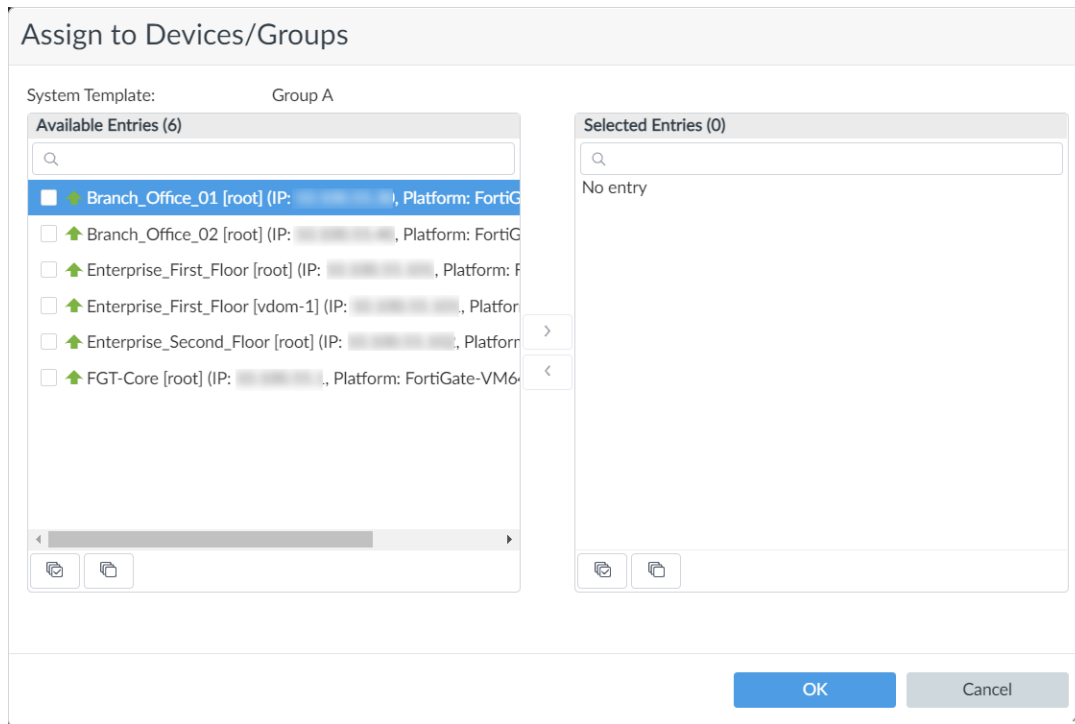 Assign to Devices/Groups
System Template: Group A
Available Entries (6)
Selected Entries (0)
No entry
Branch_Office_01 [root] (IP: , Platform: FortiG
Branch_Office_02 [root] (IP: , Platform: FortiG
Enterprise_First_Floor [root] (IP: , Platform: F
Enterprise_First_Floor [vdom-1] (IP: , Platfor
Enterprise_Second_Floor [root] (IP: , Platform
FGT-Core [root] (IP: , Platform: FortiGate-VM64
OK Cancel